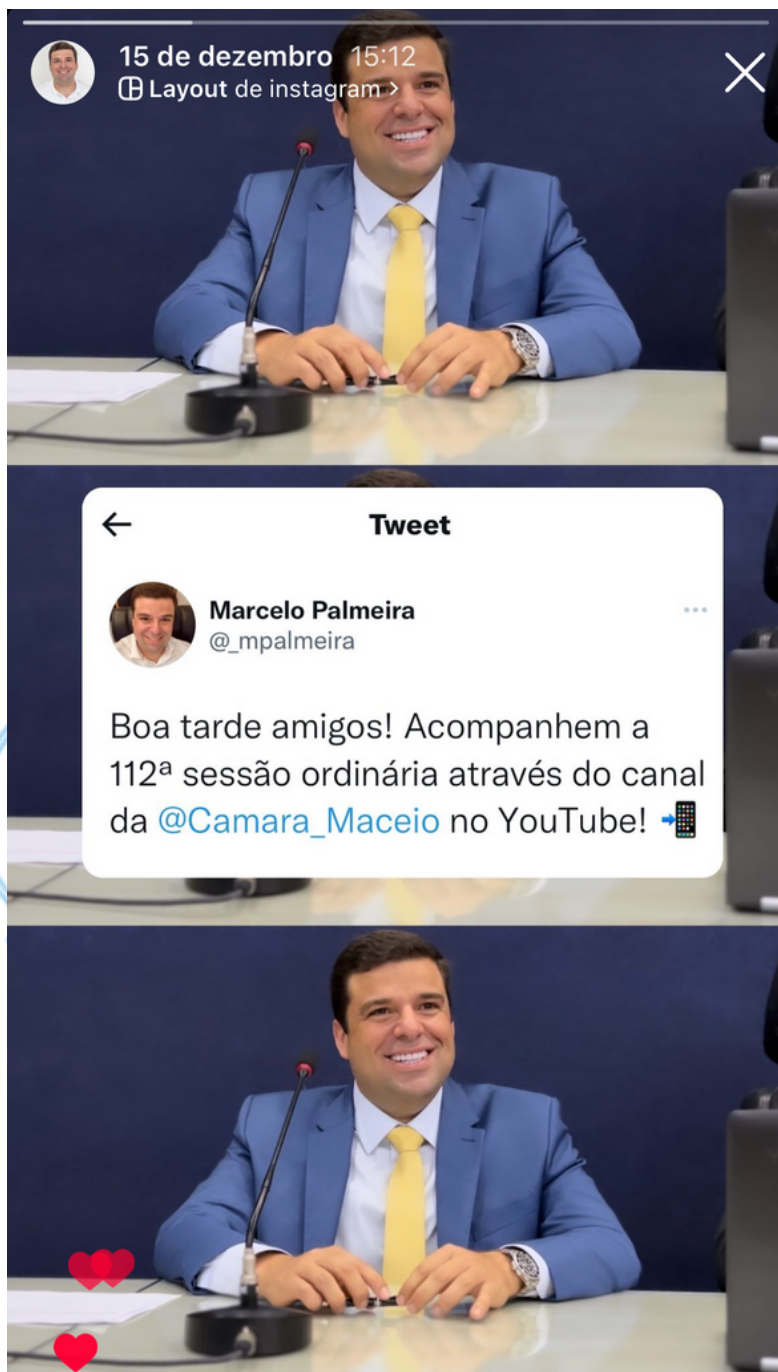 15 de dezembro 15:12
Layout de instagram >
Tweet
Marcelo Palmeira
@_mpalmeira
Boa tarde amigos! Acompanhem a
112ª sessão ordinária através do canal
da @Camara_Maceio no YouTube! 📲